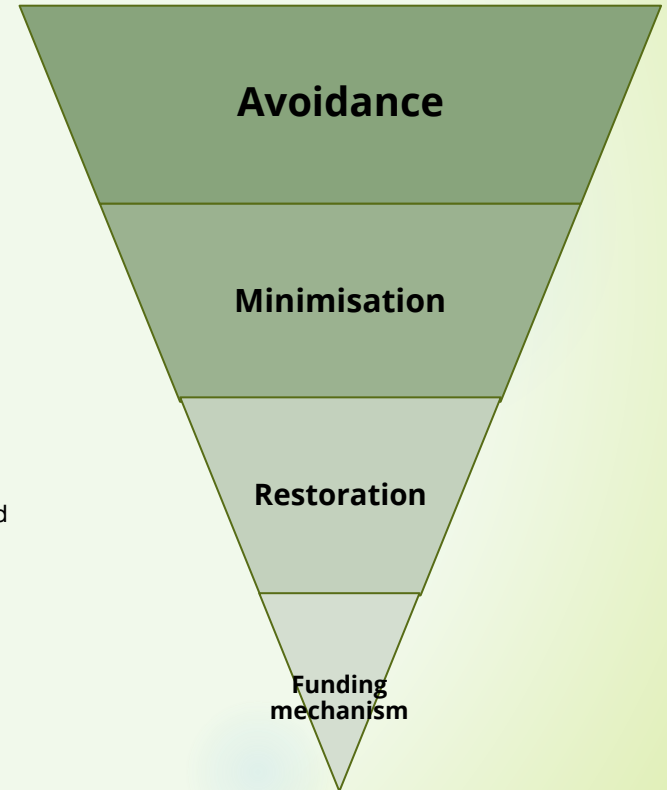 Avoidance
Minimisation
Restoration
d
Funding
mechanism